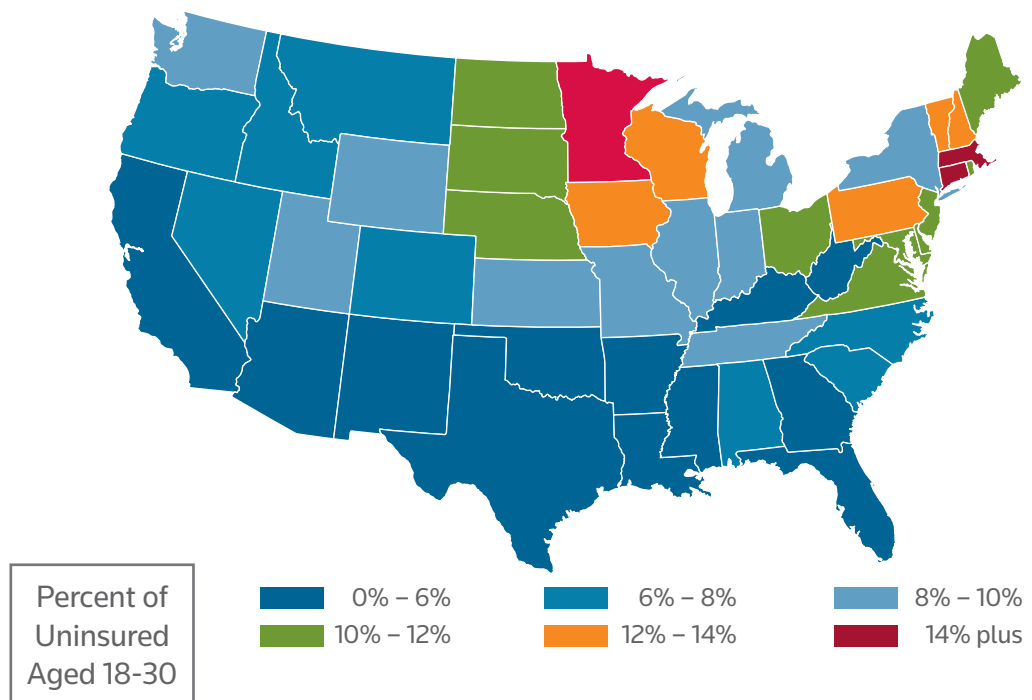 Percent of
Uninsured
Aged 18-30
0% – 6%
6% – 8%
8% – 10%
10% – 12%
12% – 14%
14% plus